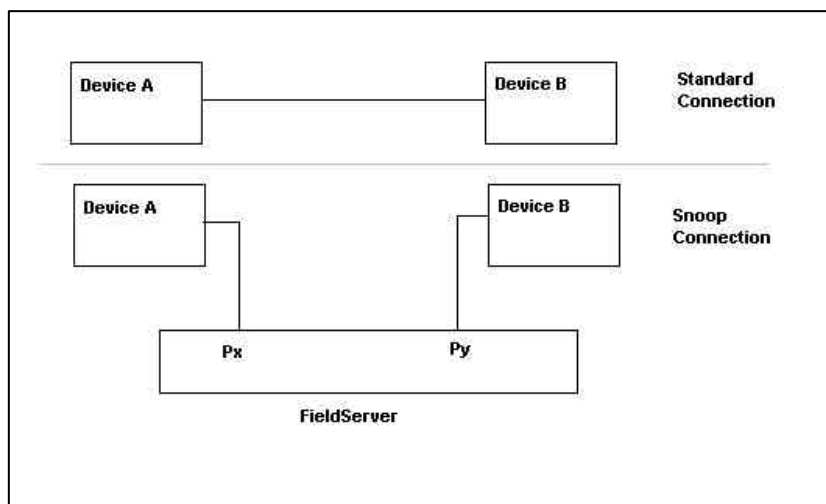 Device A
Device B
Standard
Connection
Device A
Device B
Snoop
Connection
Px
Py
FieldServer